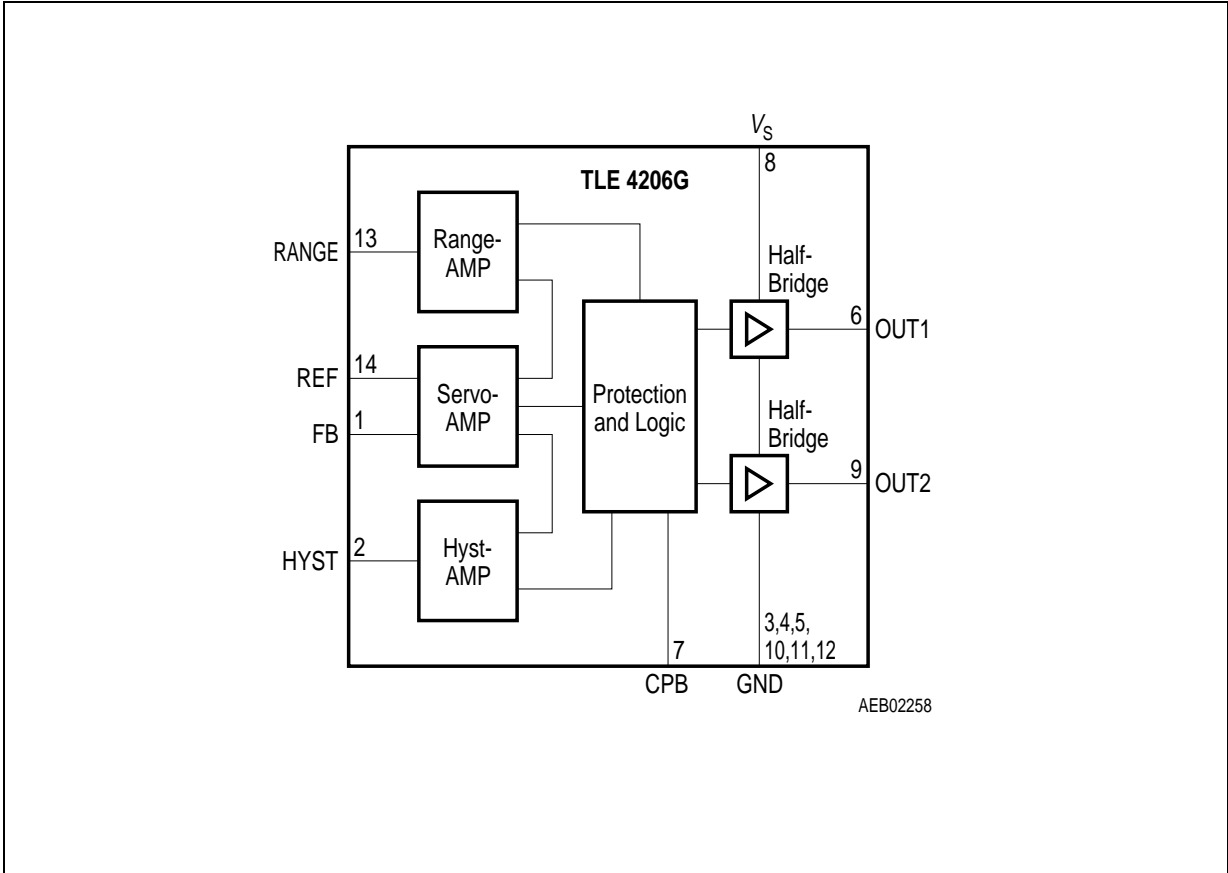 VS
8
TLE 4206G
RANGE
13
Range-
AMP
Half-
Bridge
6
OUT1
REF
14
FB
1
Servo-
AMP
Protection
and Logic
Half-
Bridge
9
OUT2
HYST
2
Hyst-
AMP
7
CPB
3,4,5,
10,11,12
GND
AEB02258